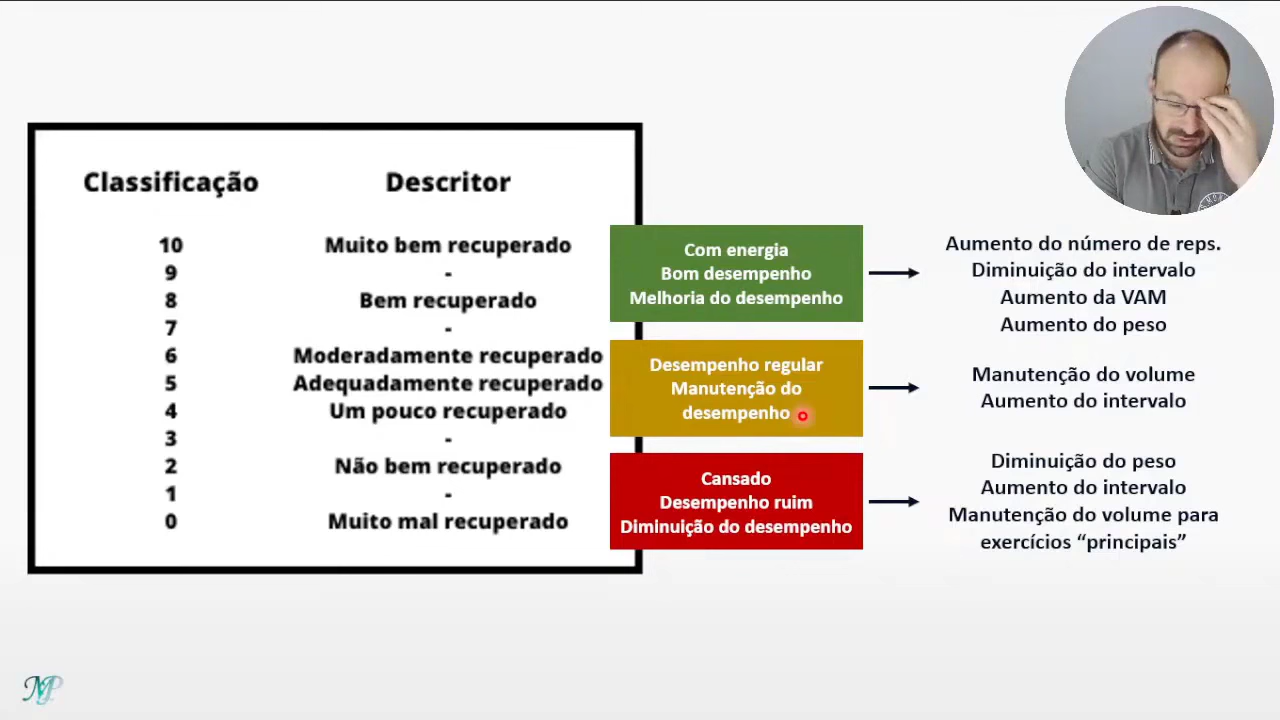 Classificação Descritor
10 Muito bem recuperado
9 -
8 Bem recuperado
7 -
6 Moderadamente recuperado
5 Adequadamente recuperado
4 Um pouco recuperado
3 -
2 Não bem recuperado
1 -
0 Muito mal recuperado
Com energia
Bom desempenho
Melhoria do desempenho
Aumento do número de reps.
Diminuição do intervalo
Aumento da VAM
Aumento do peso
Desempenho regular
Manutenção do
desempenho
Manutenção do volume
Aumento do intervalo
Cansado
Desempenho ruim
Diminuição do desempenho
Diminuição do peso
Aumento do intervalo
Manutenção do volume para
exercícios “principais”
MP